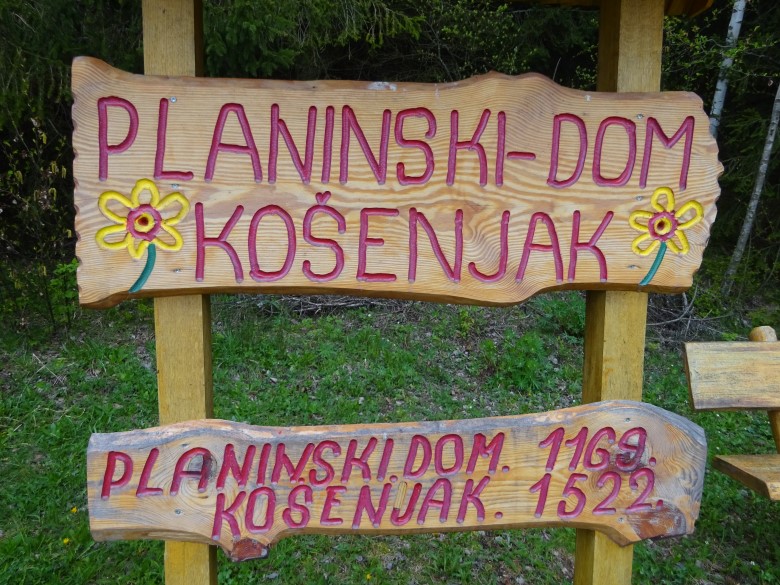 PLANINSKI-DOM
KOŠENJAK
PLANINSKI.DOM. 1169.
KOŠENJAK. 1522.